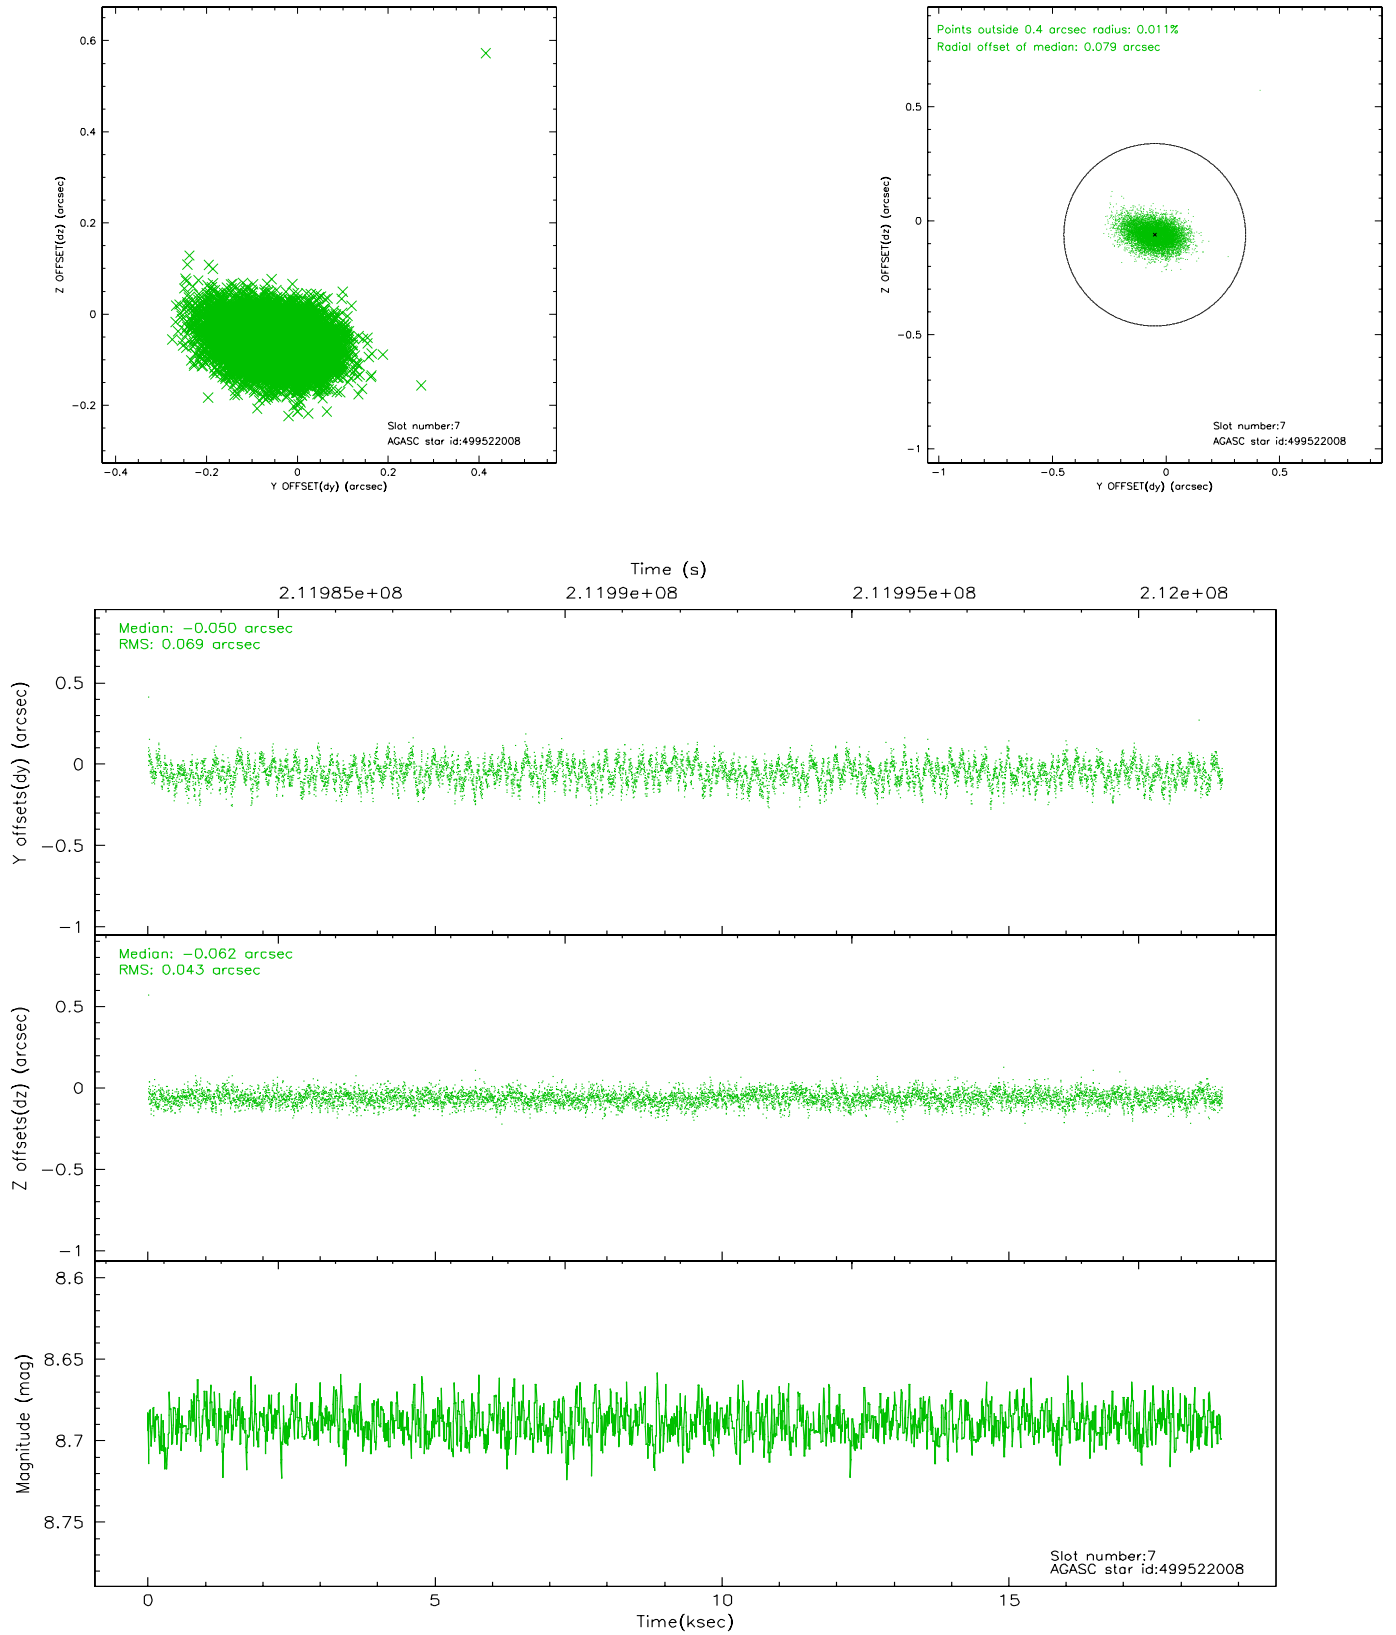 0.6
0.4
0.2
0
−0.2
Z OFFSET(dz) (arcsec)
Slot number:7
AGASC star id:499522008
−0.4 −0.2 0 0.2 0.4
Y OFFSET(dy) (arcsec)
Points outside 0.4 arcsec radius: 0.011%
Radial offset of median: 0.079 arcsec
0.5
0
−0.5
−1
Z OFFSET(dz) (arcsec)
Slot number:7
AGASC star id:499522008
−1 −0.5 0 0.5
Y OFFSET(dy) (arcsec)
Time (s)
2.11985e+08 2.1199e+08 2.11995e+08 2.12e+08
Median: −0.050 arcsec
RMS: 0.069 arcsec
0.5
0
−0.5
−1
Y offsets(dy) (arcsec)
Median: −0.062 arcsec
RMS: 0.043 arcsec
0.5
0
−0.5
−1
Z offsets(dz) (arcsec)
8.6
8.65
8.7
8.75
Magnitude (mag)
Slot number:7
AGASC star id:499522008
0 5 10 15
Time(ksec)